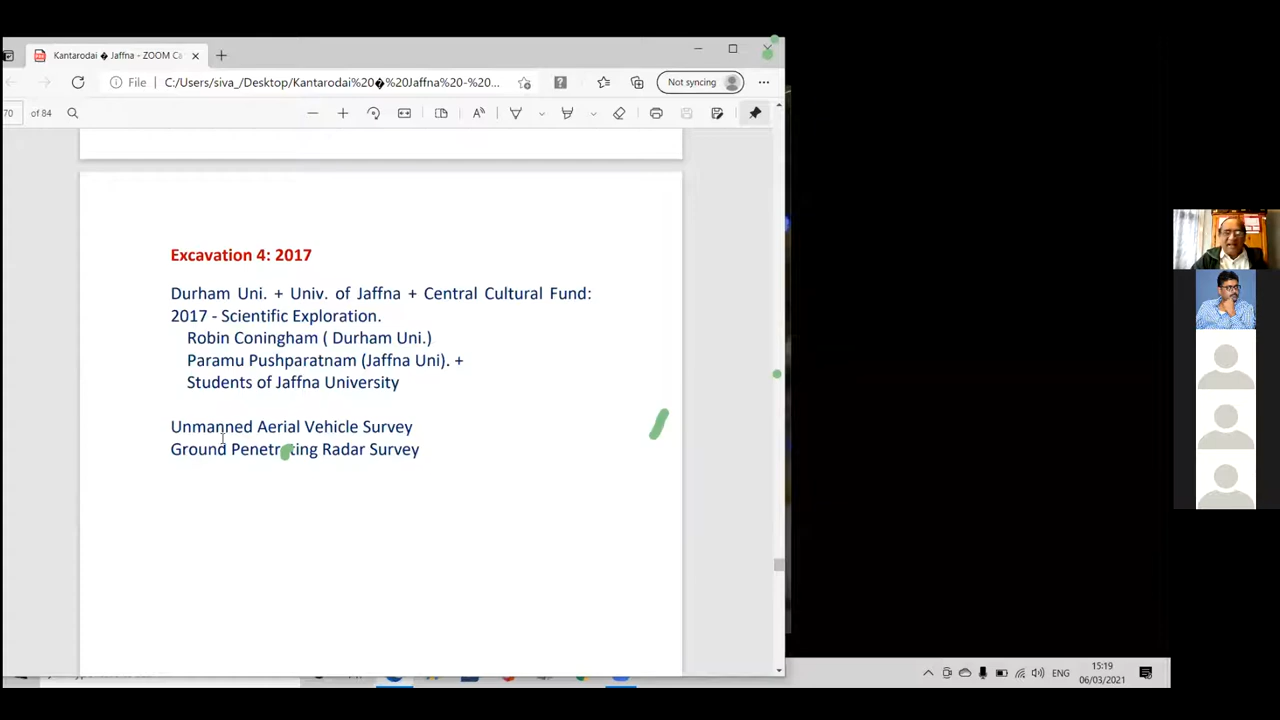 Kantarodai � Jaffna - ZOOM Ca
File
C:/Users/siva_/Desktop/Kantarodai%20�%20Jaffna%20-%20...
Not syncing
70 of 84
Excavation 4: 2017
Durham Uni. + Univ. of Jaffna + Central Cultural Fund:
2017 - Scientific Exploration.
Robin Coningham ( Durham Uni.)
Paramu Pushparatnam (Jaffna Uni). +
Students of Jaffna University
Unmanned Aerial Vehicle Survey
Ground Penetrating Radar Survey
ENG
15:19
06/03/2021